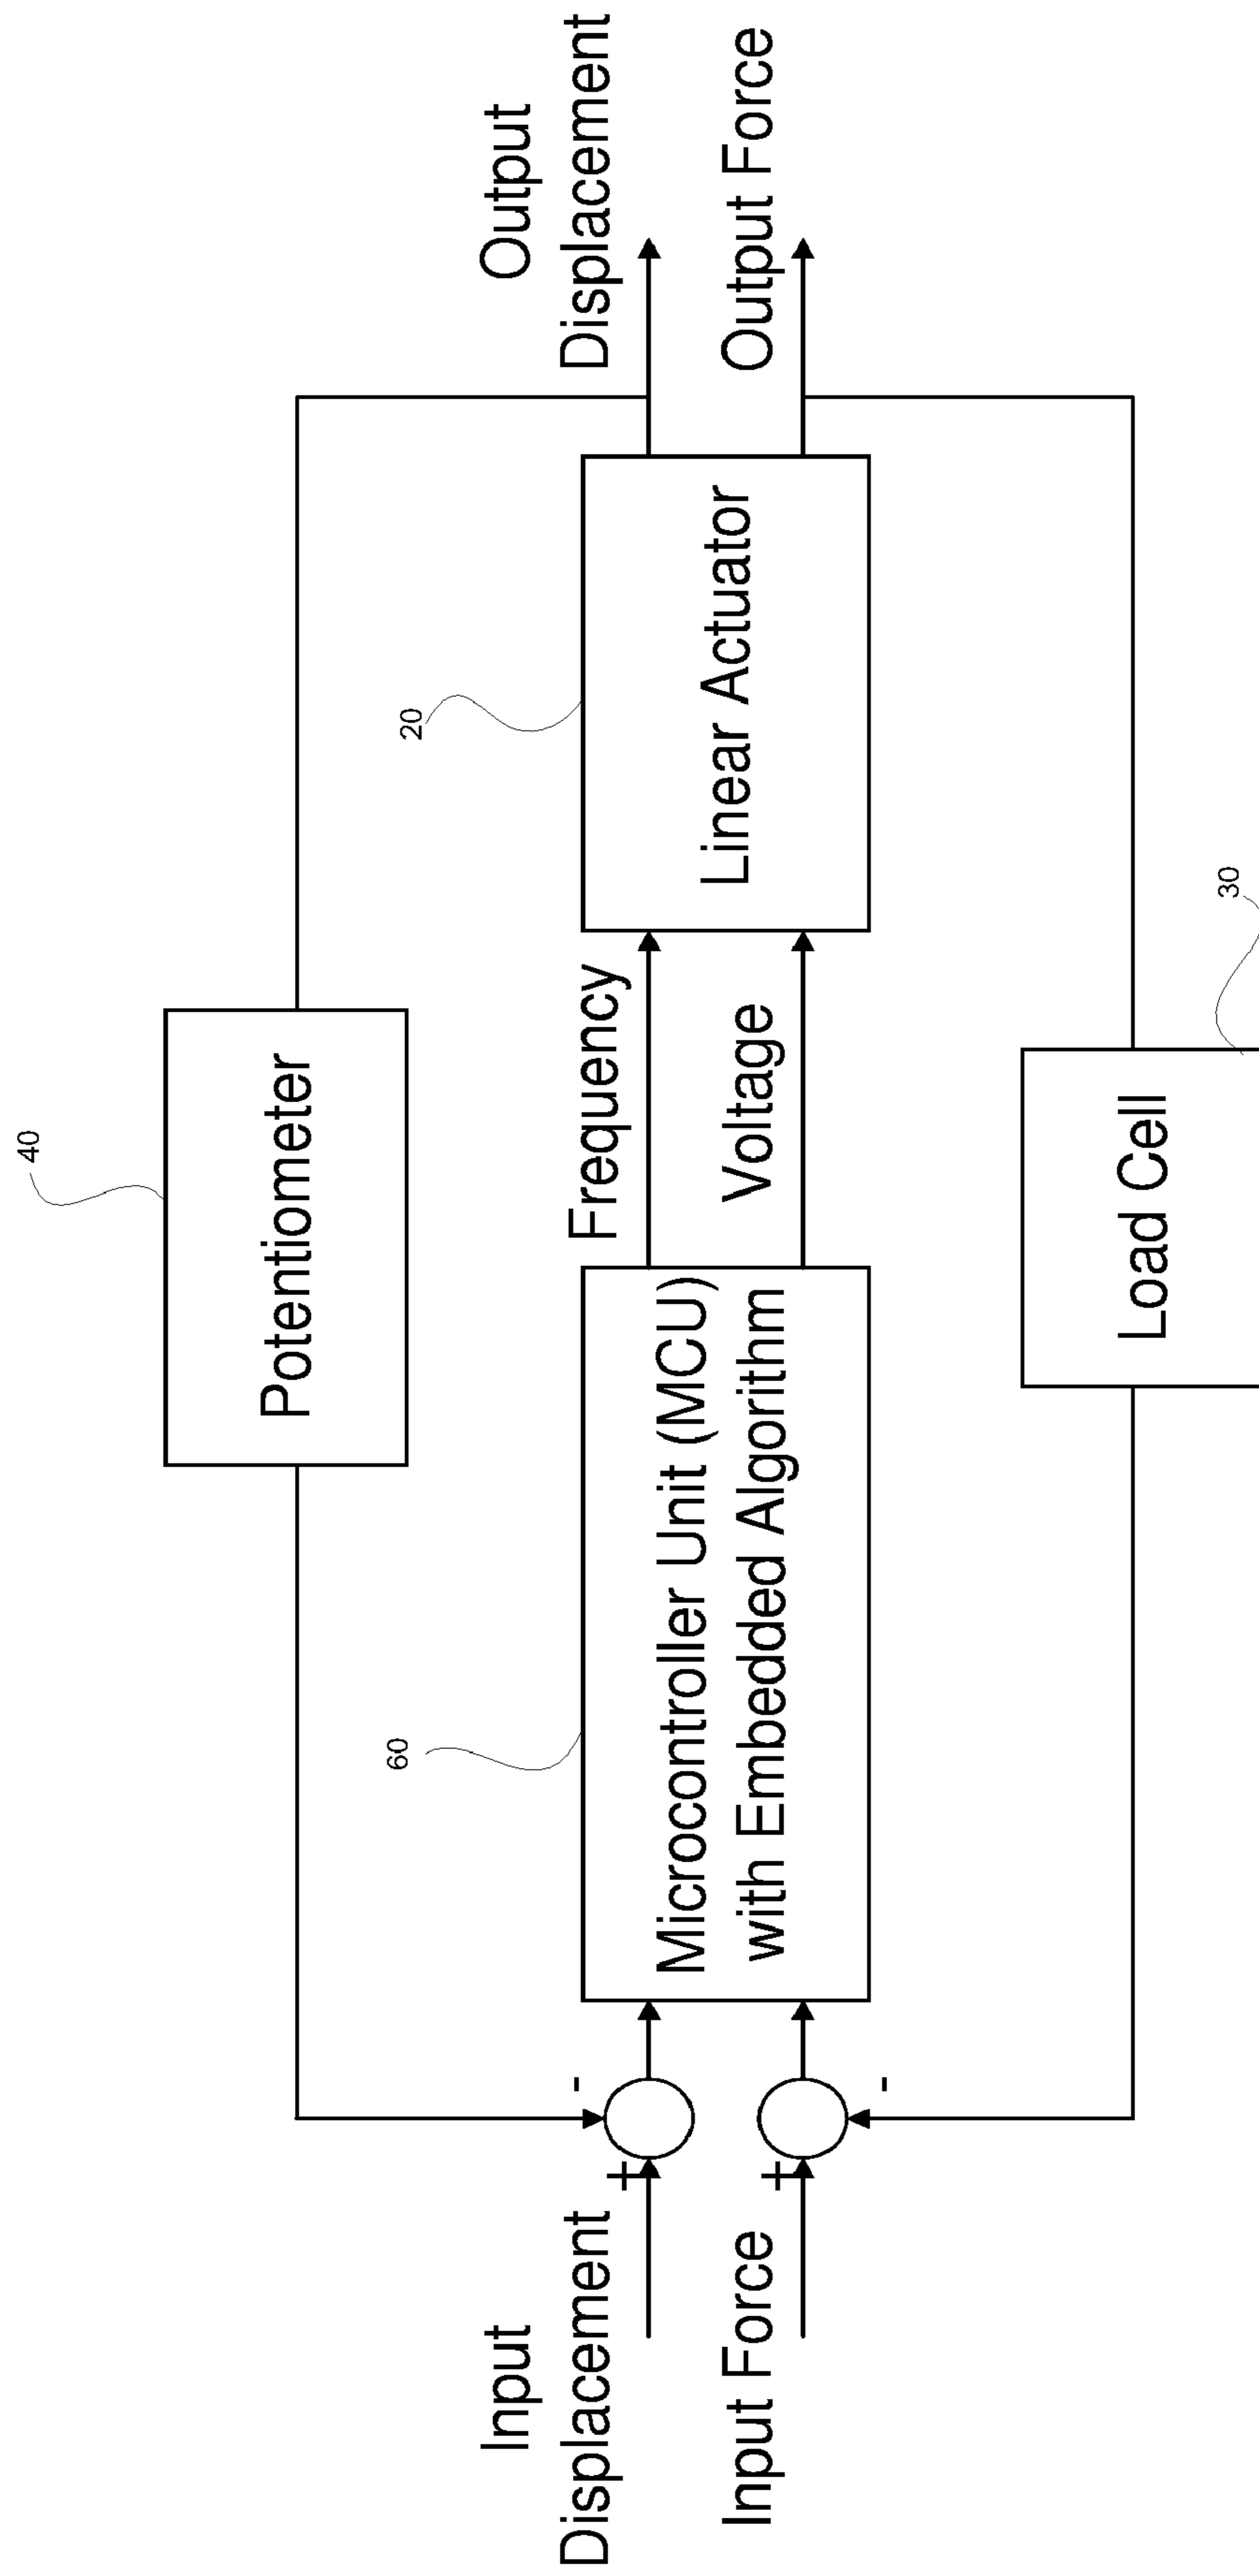 40
Potentiometer
20
Output
Displacement
Output Force
Linear Actuator
Frequency
Voltage
60
Microcontroller Unit (MCU)
with Embedded Algorithm
-
+
Input
Displacement
+
-
Input Force
30
Load Cell